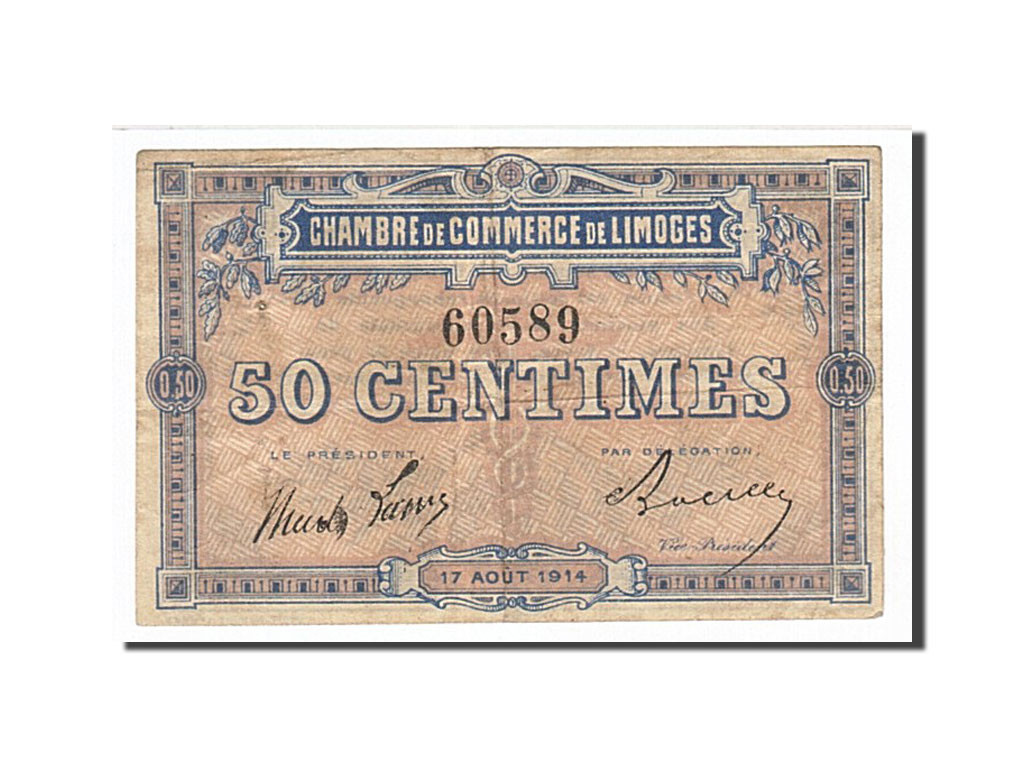 CHAMBRE DE COMMERCE DE LIMOGES
60589
50 CENTIMES
0.50 0.50
LE PRÉSIDENT, PAR DÉLÉGATION,
Vice-Président
17 AOÛT 1914